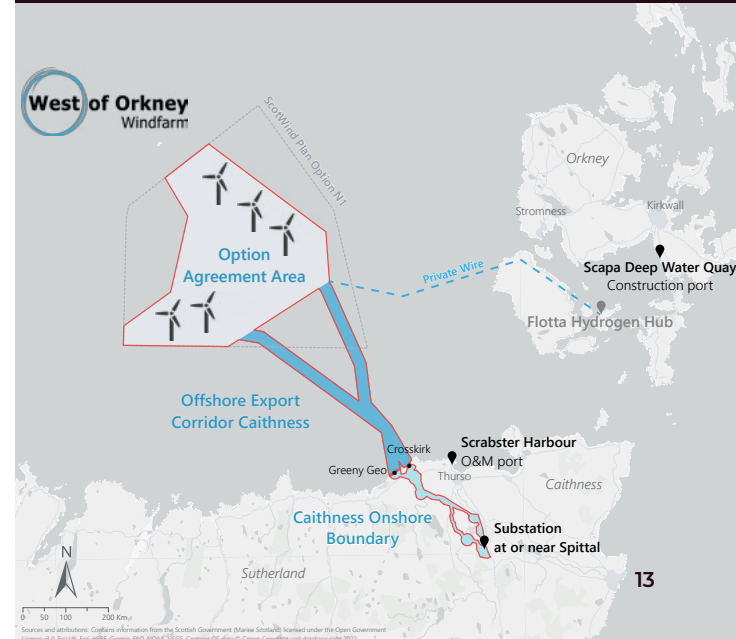 West of Orkney
Windfarm
ScotWind Plan Option N1
Orkney
Stromness
Kirkwall
Option
Agreement Area
Private Wire
Scapa Deep Water Quay
Construction port
Flotta Hydrogen Hub
Offshore Export
Corridor Caithness
Crosskirk
Greeny Geo
Scrabster Harbour
O&M port
Thurso
Caithness
Caithness Onshore
Boundary
Substation
at or near Spittal
N
Sutherland
13
0 50 100 200 Km
Sources and attributions: Contains information from the Scottish Government (Marine Scotland) licensed under the Open Government